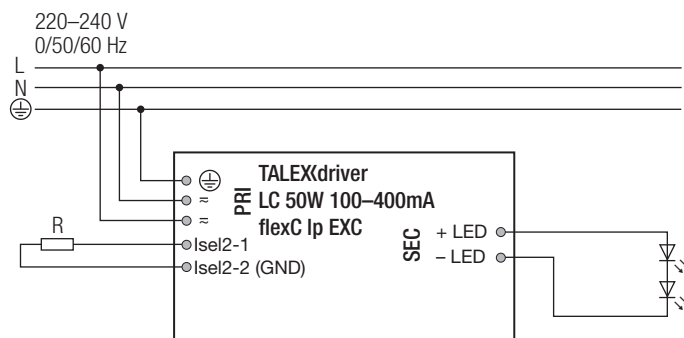 220–240 V
0/50/60 Hz
L
N
PRI
TALEXXdriver
LC 50W 100–400mA
flexC lp EXC
≂
≂
R
Isel2-1
Isel2-2 (GND)
SEC
+ LED
– LED